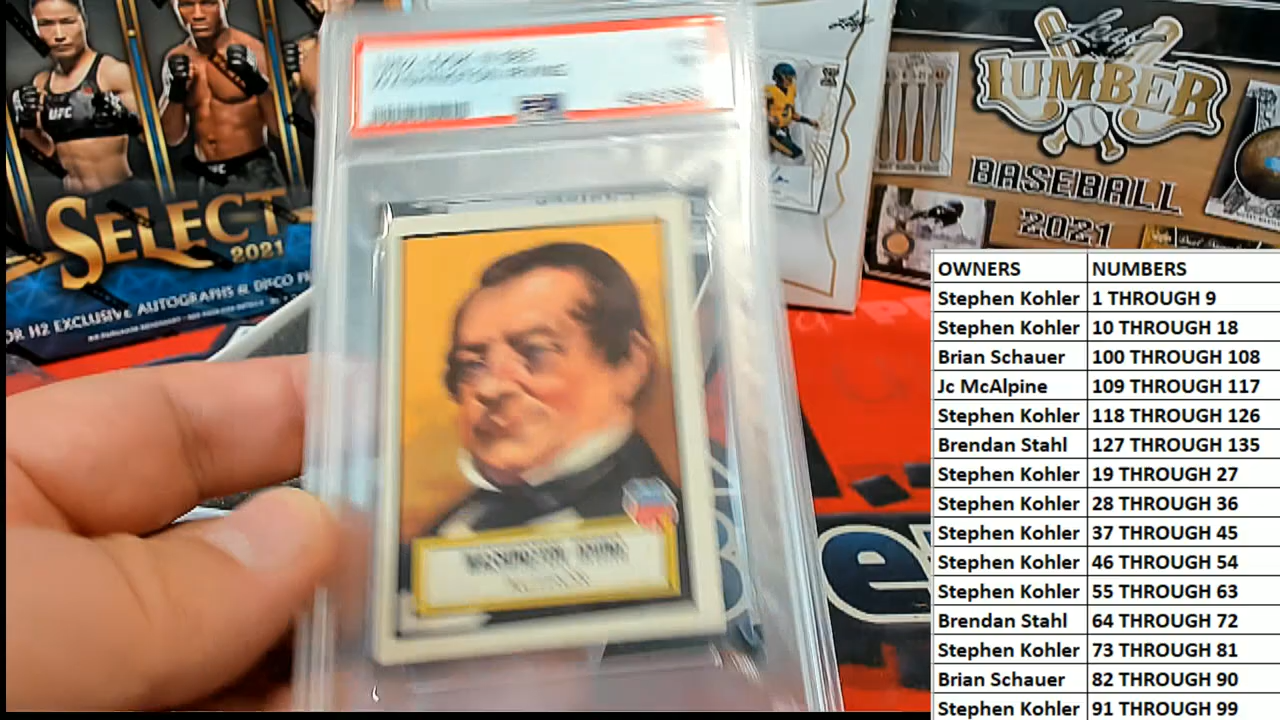 UFC
SELECT
2021
AUTOGRAPHS &
H2 EXCLUSIVE
Leaf
Leaf
LUMBER
BASEBALL
2021
WASHINGTON IRVING
OWNERS NUMBERS
Stephen Kohler 1 THROUGH 9
Stephen Kohler 10 THROUGH 18
Brian Schauer 100 THROUGH 108
Jc McAlpine 109 THROUGH 117
Stephen Kohler 118 THROUGH 126
Brendan Stahl 127 THROUGH 135
Stephen Kohler 19 THROUGH 27
Stephen Kohler 28 THROUGH 36
Stephen Kohler 37 THROUGH 45
Stephen Kohler 46 THROUGH 54
Stephen Kohler 55 THROUGH 63
Brendan Stahl 64 THROUGH 72
Stephen Kohler 73 THROUGH 81
Brian Schauer 82 THROUGH 90
Stephen Kohler 91 THROUGH 99